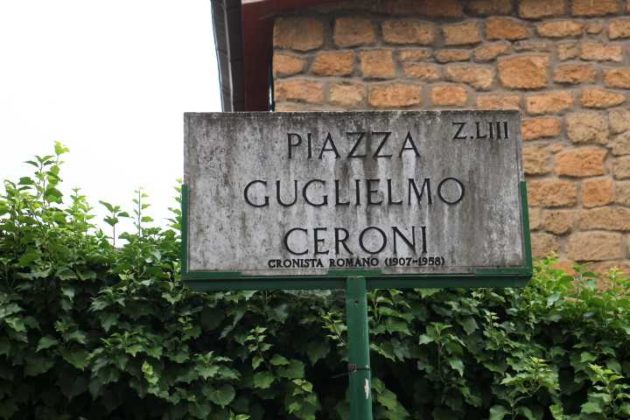 PIAZZA Z.LIII
GUGLIELMO
CERONI
CRONISTA ROMANO (1907-1958)